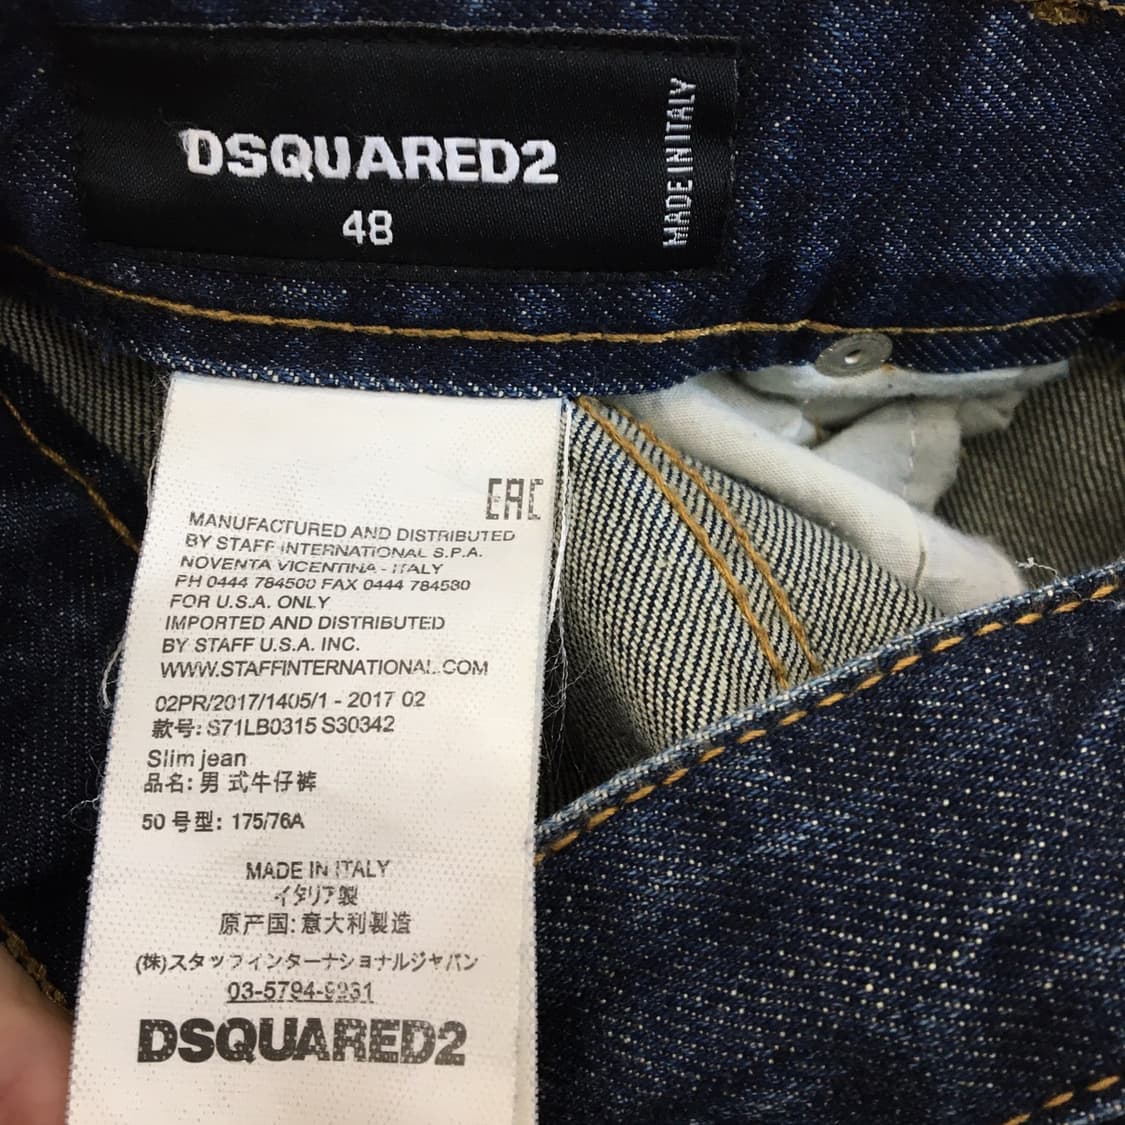 DSQUARED2
48
MADE IN ITALY
EAC
MANUFACTURED AND DISTRIBUTED
BY STAFF INTERNATIONAL S.P.A.
NOVENTA VICENTINA - ITALY
PH 0444 784500 FAX 0444 784580
FOR U.S.A. ONLY
IMPORTED AND DISTRIBUTED
BY STAFF U.S.A. INC.
WWW.STAFFINTERNATIONAL.COM
02PR/2017/1405/1 - 2017 02
款号: S71LB0315 S30342
Slim jean
品名: 男 式牛仔裤
50 号型: 175/76A
MADE IN ITALY
イタリア製
原产国: 意大利製造
(株)スタッフインターナショナルジャパン
03-5794-9931
DSQUARED2